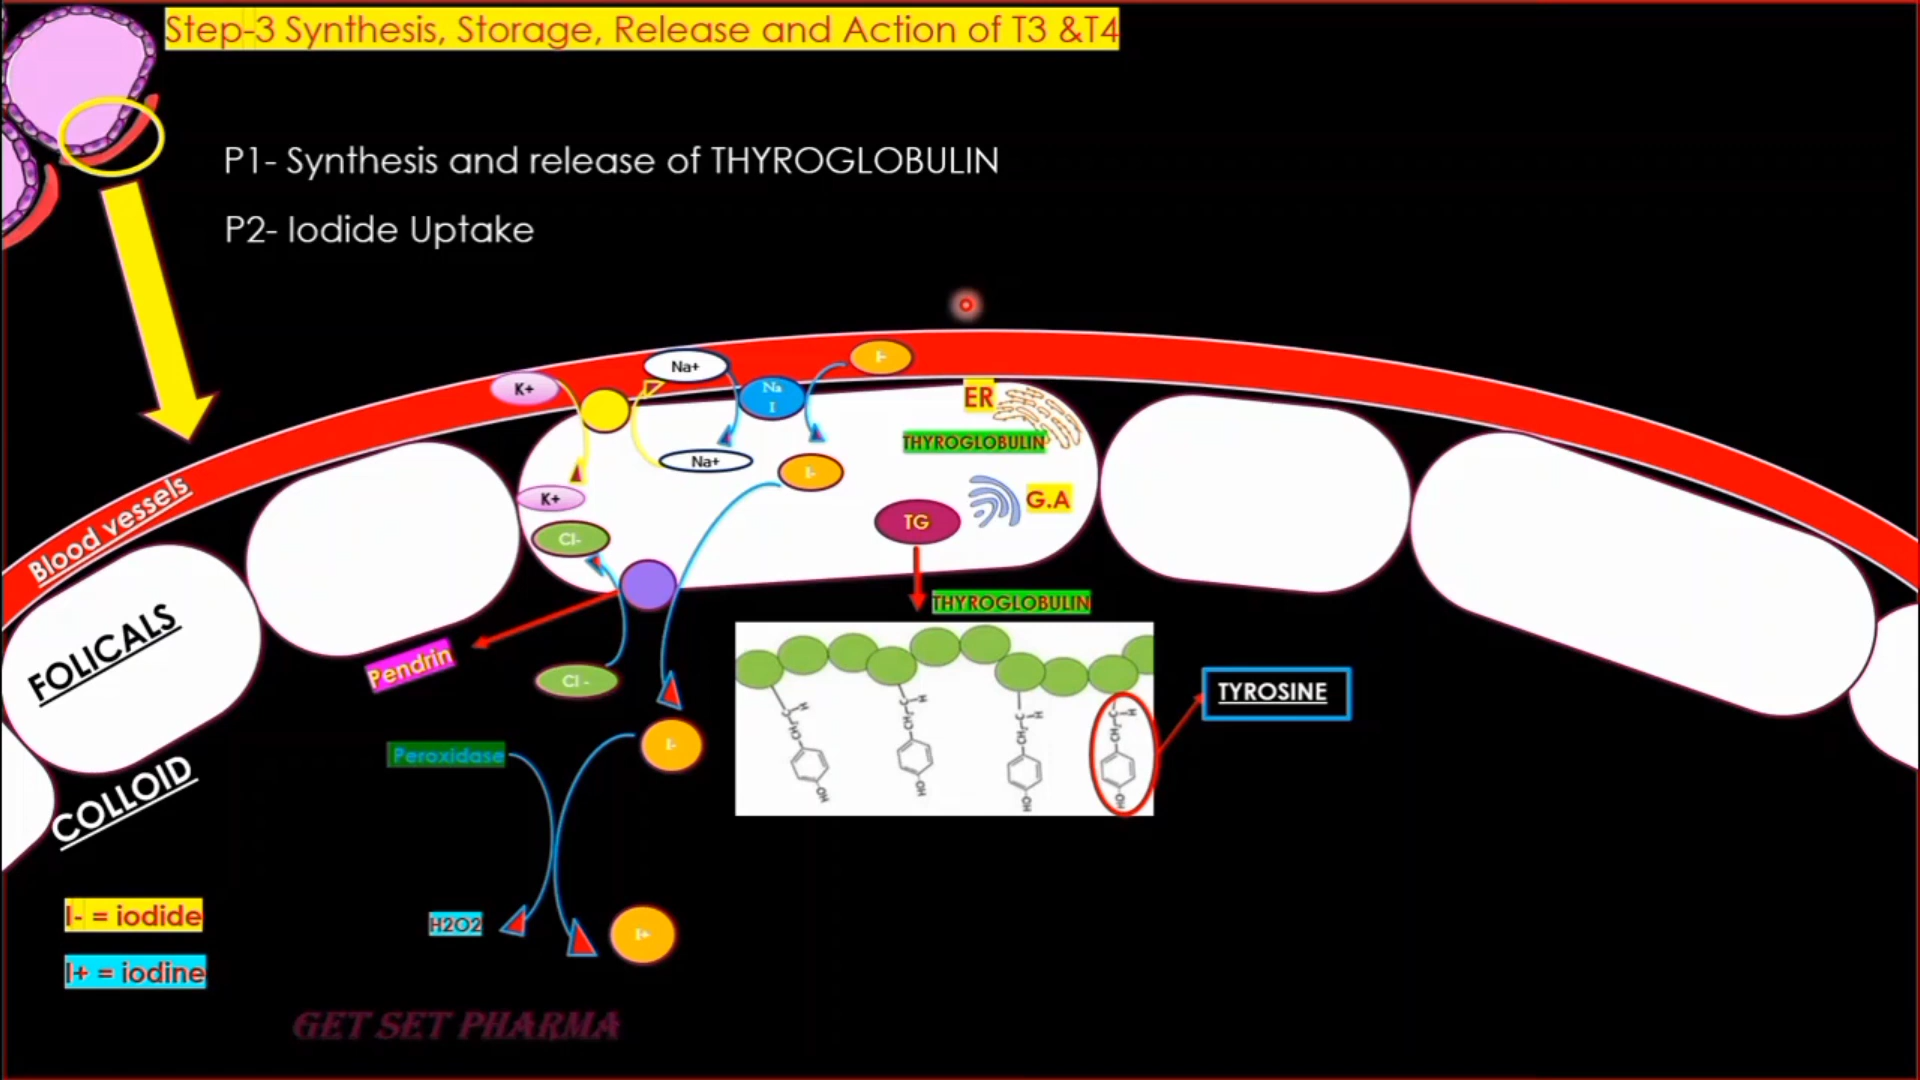 Step-3 Synthesis, Storage, Release and Action of T3 &T4
P1- Synthesis and release of THYROGLOBULIN
P2- Iodide Uptake
Na+
I-
K+
Na
I
ER
THYROGLOBULIN
Na+
I-
K+
G.A
TG
Cl-
Blood vessels
THYROGLOBULIN
FOLICALS
Pendrin
Cl -
TYROSINE
I-
Peroxidase
COLLOID
H2O2
I+
I- = iodide
I+ = iodine
GET SET PHARMA